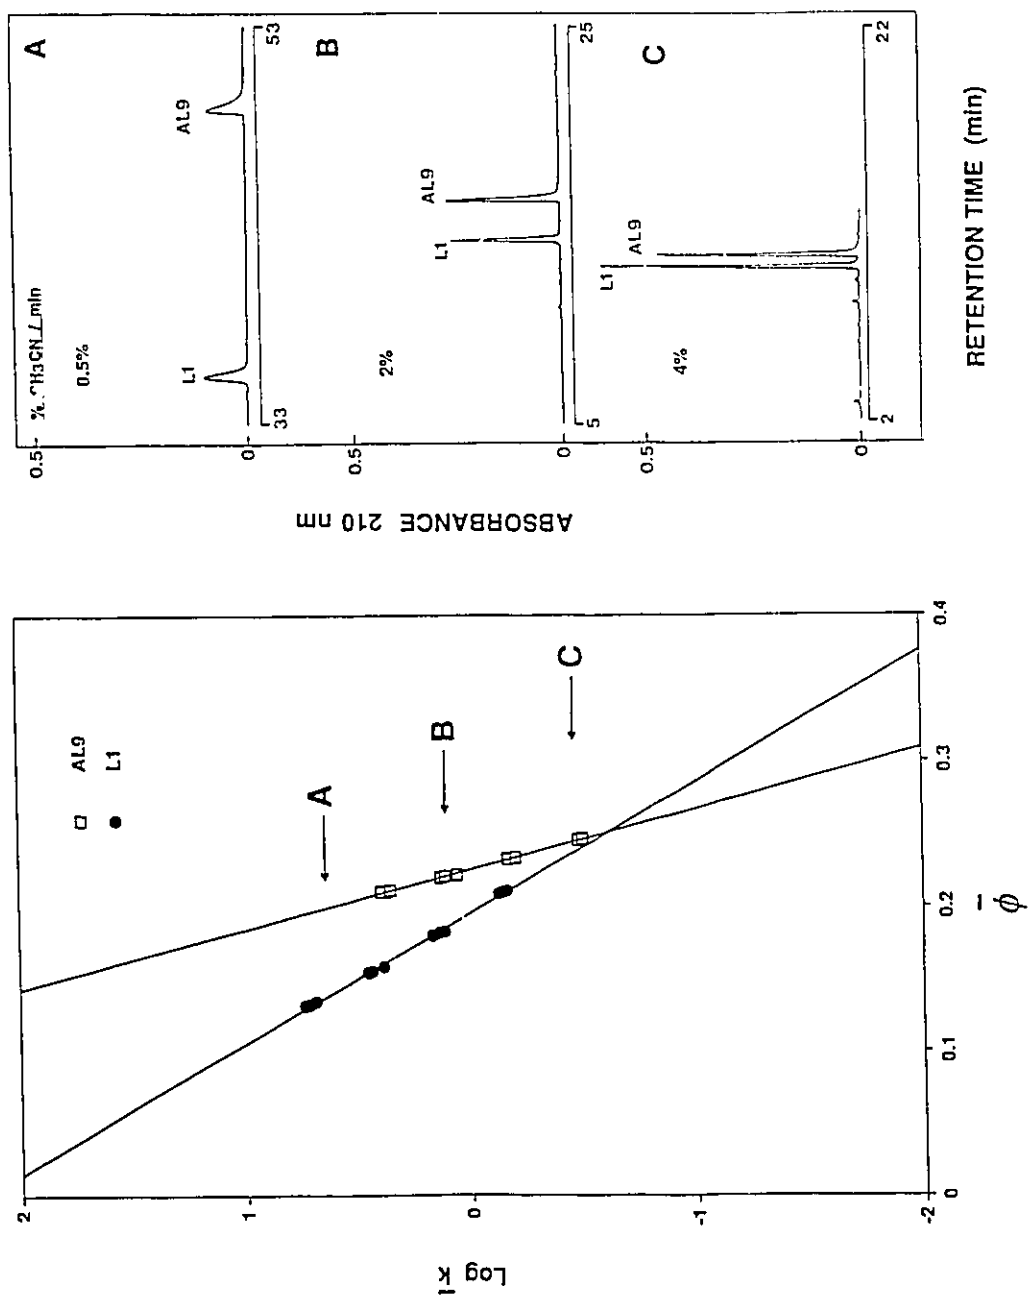 2
1
0
-1
-2
Log k̄'
0
0.1
0.2
0.3
0.4
ϕ̄
□ AL9
● L1
A
B
C
ABSORBANCE 210 nm
0.5
0
0.5
0
0.5
0
A
% CH3CN / min
0.5%
L1
AL9
33
53
B
2%
L1
AL9
5
25
C
4%
L1
AL9
2
22
RETENTION TIME (min)